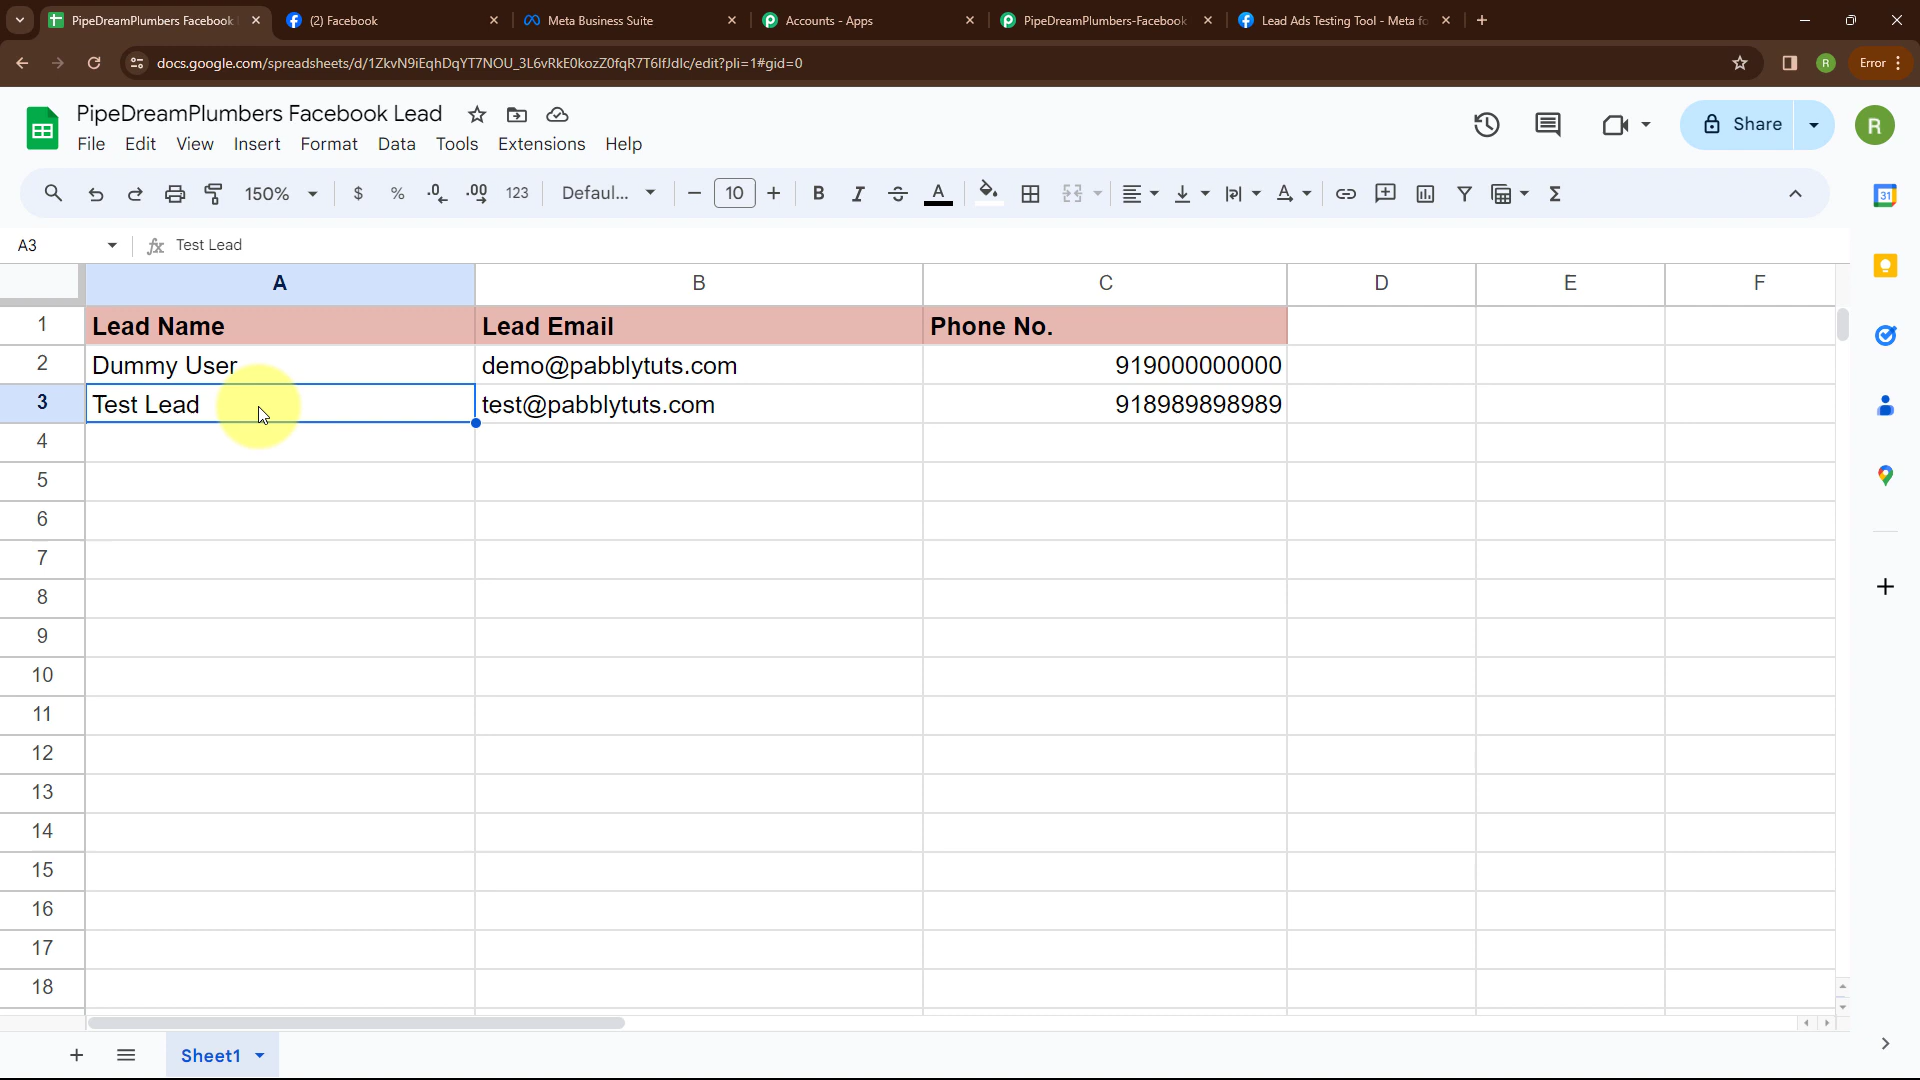 PipeDreamPlumbers Facebook
(2) Facebook
Meta Business Suite
Accounts - Apps
PipeDreamPlumbers-Facebook
Lead Ads Testing Tool - Meta fo
docs.google.com/spreadsheets/d/1ZkvN9iEqhDqYT7NOU_3L6vRkE0kozZ0fqR7T6lfJdlc/edit?pli=1#gid=0
R
Error
PipeDreamPlumbers Facebook Lead
File Edit View Insert Format Data Tools Extensions Help
Share
R
150% $ % .0 .00 123 Defaul... 10 B I S A A Σ
31
A3 fx Test Lead
A B C D E F
1 Lead Name Lead Email Phone No.
2 Dummy User demo@pabblytuts.com 919000000000
3 Test Lead test@pabblytuts.com 918989898989
4
5
6
7
8
9
10
11
12
13
14
15
16
17
18
Sheet1